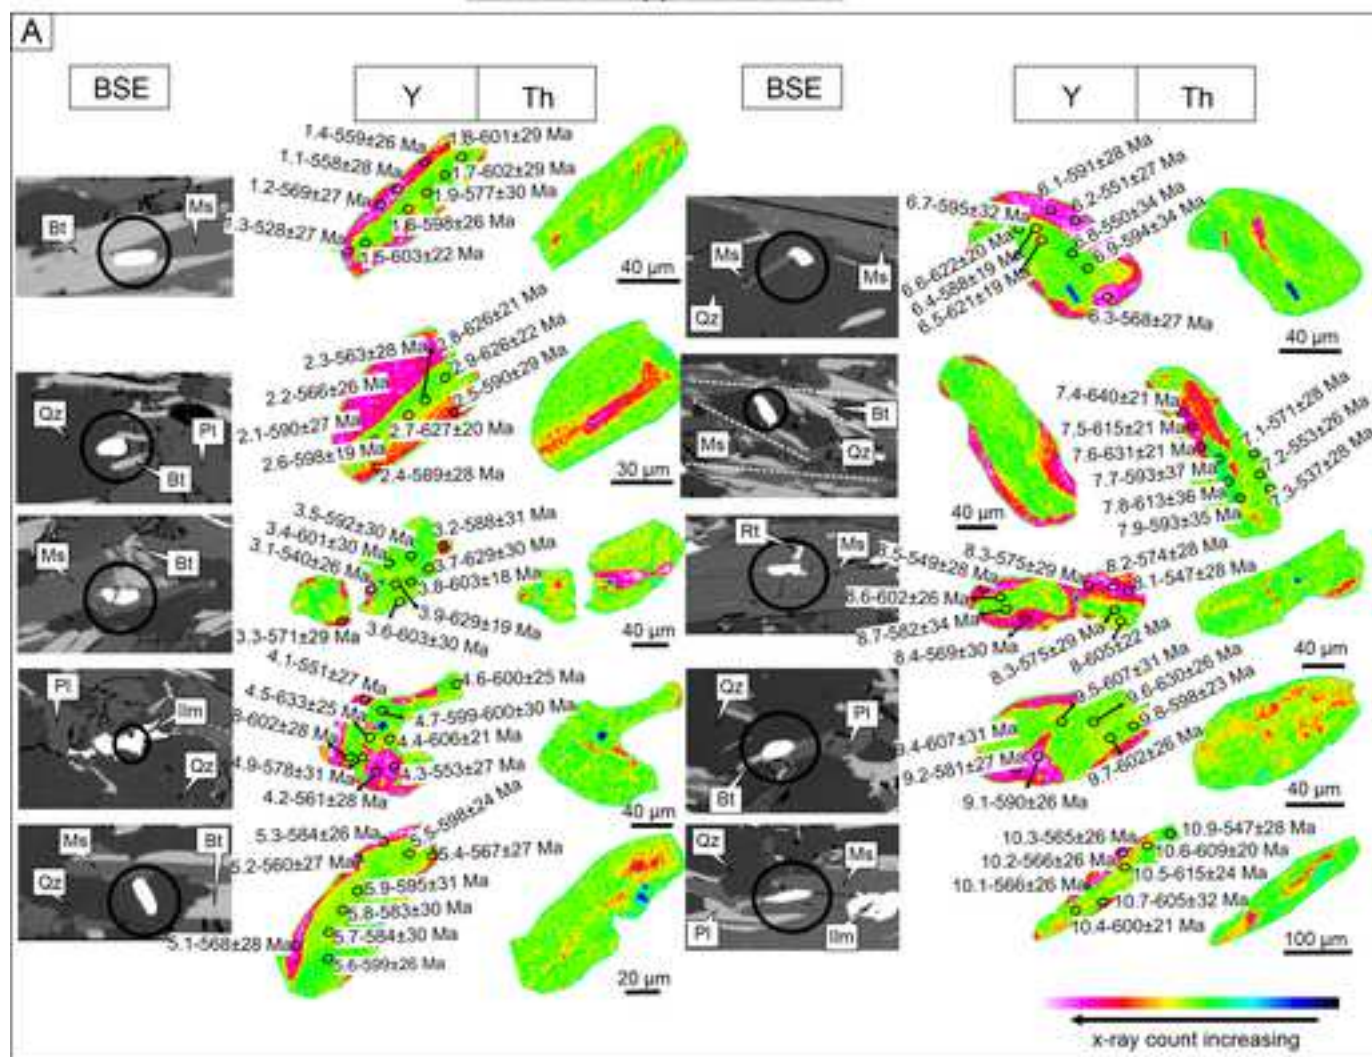 A
BSE
Y
Th
BSE
Y
Th
1.4-559±26 Ma
1.8-601±29 Ma
1.1-558±28 Ma
1.7-602±29 Ma
1.2-569±27 Ma
1.9-577±30 Ma
1.6-598±26 Ma
1.5-603±22 Ma
Bt
Ms
40 µm
6.1-591±28 Ma
6.2-551±27 Ma
6.7-595±32 Ma
6.8-550±34 Ma
6.9-594±34 Ma
6.6-622±20 Ma
6.4-588±19 Ma
6.5-621±19 Ma
6.3-568±27 Ma
Ms
Ms
Qz
40 µm
2.8-626±21 Ma
2.3-563±28 Ma
2.9-626±22 Ma
2.2-566±26 Ma
2.5-590±29 Ma
2.1-590±27 Ma
2.7-627±20 Ma
2.6-598±19 Ma
2.4-589±28 Ma
Qz
Pl
Bt
30 µm
7.4-640±21 Ma
7.5-615±21 Ma
7.1-571±28 Ma
7.6-631±21 Ma
7.2-553±26 Ma
7.7-593±37 Ma
7.3-537±28 Ma
7.8-613±36 Ma
7.9-593±35 Ma
Bt
Ms
Qz
40 µm
3.5-592±30 Ma
3.2-588±31 Ma
3.4-601±30 Ma
3.7-629±30 Ma
3.1-540±26 Ma
3.8-603±18 Ma
3.9-629±19 Ma
3.6-603±30 Ma
3.3-571±29 Ma
Ms
Bt
40 µm
Rt
Ms
8.5-549±28 Ma
8.3-575±29 Ma
8.2-574±28 Ma
8.1-547±28 Ma
8.6-602±26 Ma
8.7-582±34 Ma
8.4-569±30 Ma
8.3-575±29 Ma
8-605±22 Ma
40 µm
4.1-551±27 Ma
4.6-600±25 Ma
4.5-633±25 Ma
4.7-599-600±30 Ma
8-602±28 Ma
4.4-606±21 Ma
4.9-578±31 Ma
4.3-553±27 Ma
4.2-561±28 Ma
Pl
Ilm
Qz
40 µm
Qz
Pl
Bt
9.5-607±31 Ma
9.6-630±26 Ma
9.8-598±23 Ma
9.4-607±31 Ma
9.2-581±27 Ma
9.7-602±26 Ma
9.1-590±26 Ma
40 µm
5.3-584±26 Ma
5.5-598±24 Ma
5.2-560±27 Ma
5.4-567±27 Ma
5.9-595±31 Ma
5.8-583±30 Ma
5.7-584±30 Ma
5.1-568±28 Ma
5.6-599±26 Ma
Ms
Bt
Qz
20 µm
Qz
Ms
Pl
Ilm
10.3-565±26 Ma
10.9-547±28 Ma
10.2-566±26 Ma
10.6-609±20 Ma
10.1-566±26 Ma
10.5-615±24 Ma
10.7-605±32 Ma
10.4-600±21 Ma
100 µm
x-ray count increasing